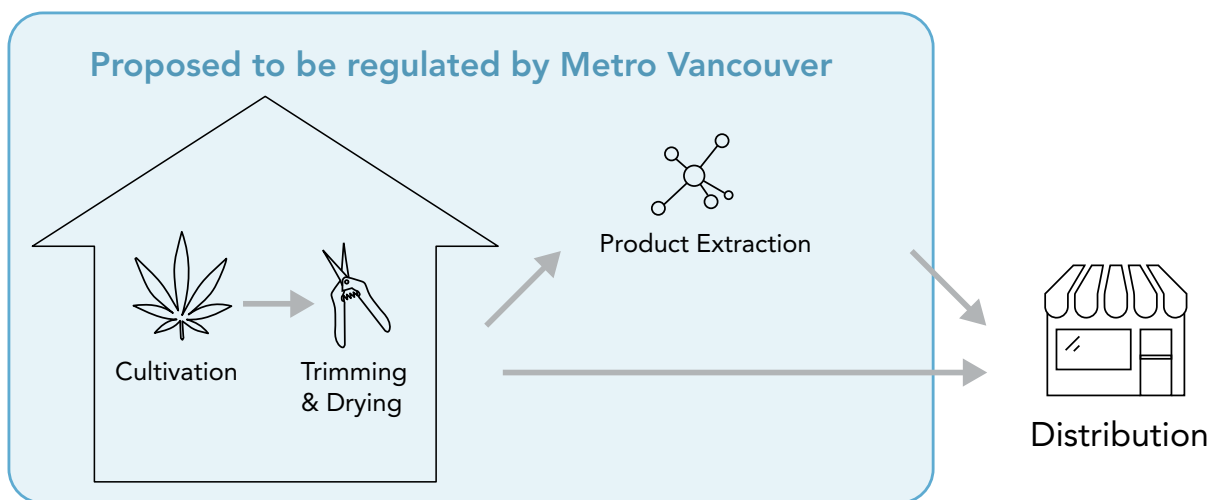 Proposed to be regulated by Metro Vancouver
Product Extraction
Cultivation
Trimming
& Drying
Distribution